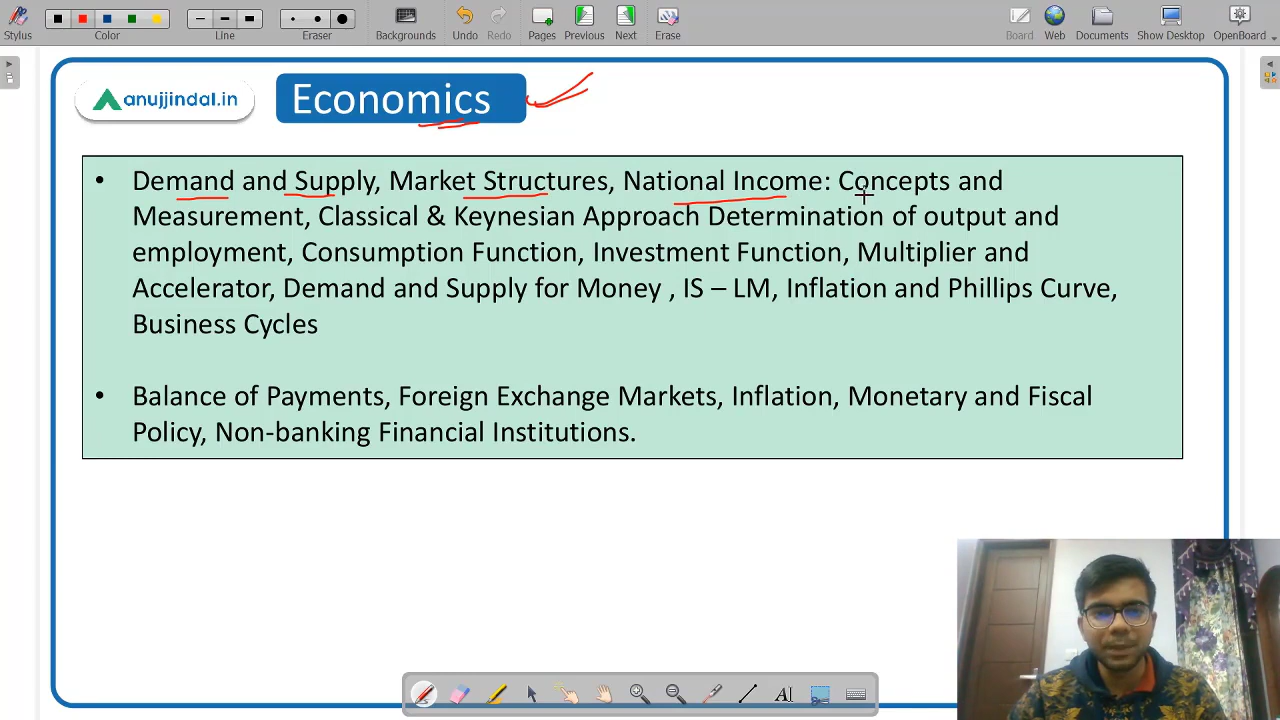 Stylus
Color
Line
Eraser
Backgrounds
Undo
Redo
Pages
Previous
Next
Erase
Board
Web
Documents
Show Desktop
OpenBoard
anujjindal.in
Economics
• Demand and Supply, Market Structures, National Income: Concepts and
Measurement, Classical & Keynesian Approach Determination of output and
employment, Consumption Function, Investment Function, Multiplier and
Accelerator, Demand and Supply for Money , IS – LM, Inflation and Phillips Curve,
Business Cycles
• Balance of Payments, Foreign Exchange Markets, Inflation, Monetary and Fiscal
Policy, Non-banking Financial Institutions.
AI